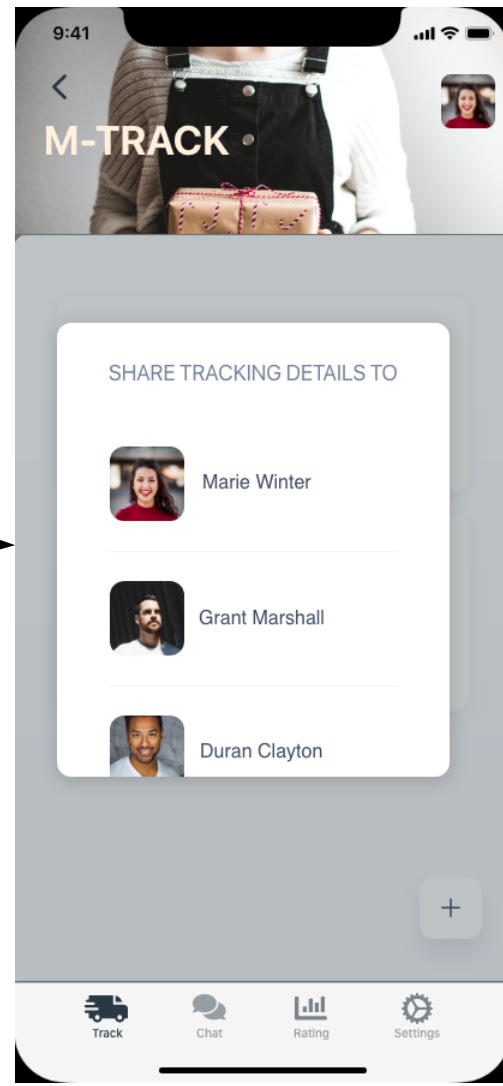 9:41
M-TRACK
SHARE TRACKING DETAILS TO
Marie Winter
Grant Marshall
Duran Clayton
+
Track
Chat
Rating
Settings